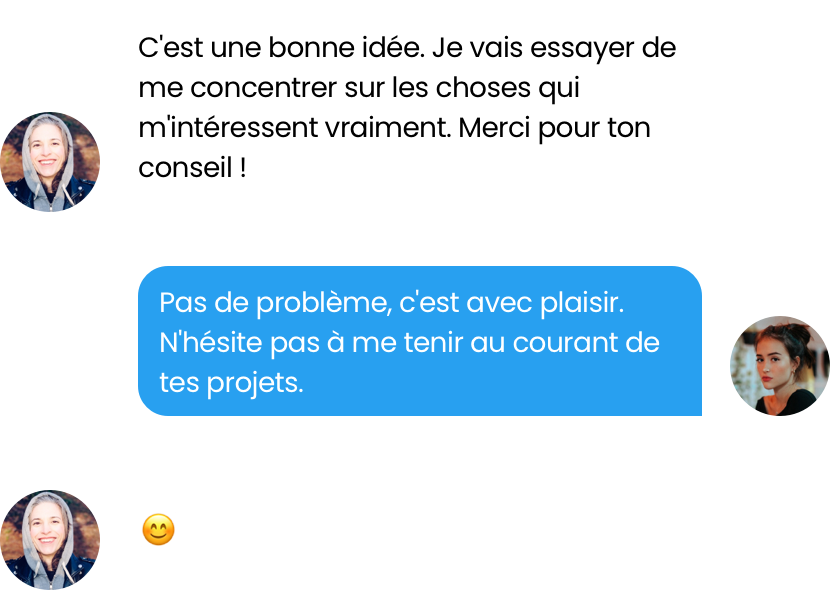 C'est une bonne idée. Je vais essayer de
me concentrer sur les choses qui
m'intéressent vraiment. Merci pour ton
conseil !
Pas de problème, c'est avec plaisir.
N'hésite pas à me tenir au courant de
tes projets.
😊